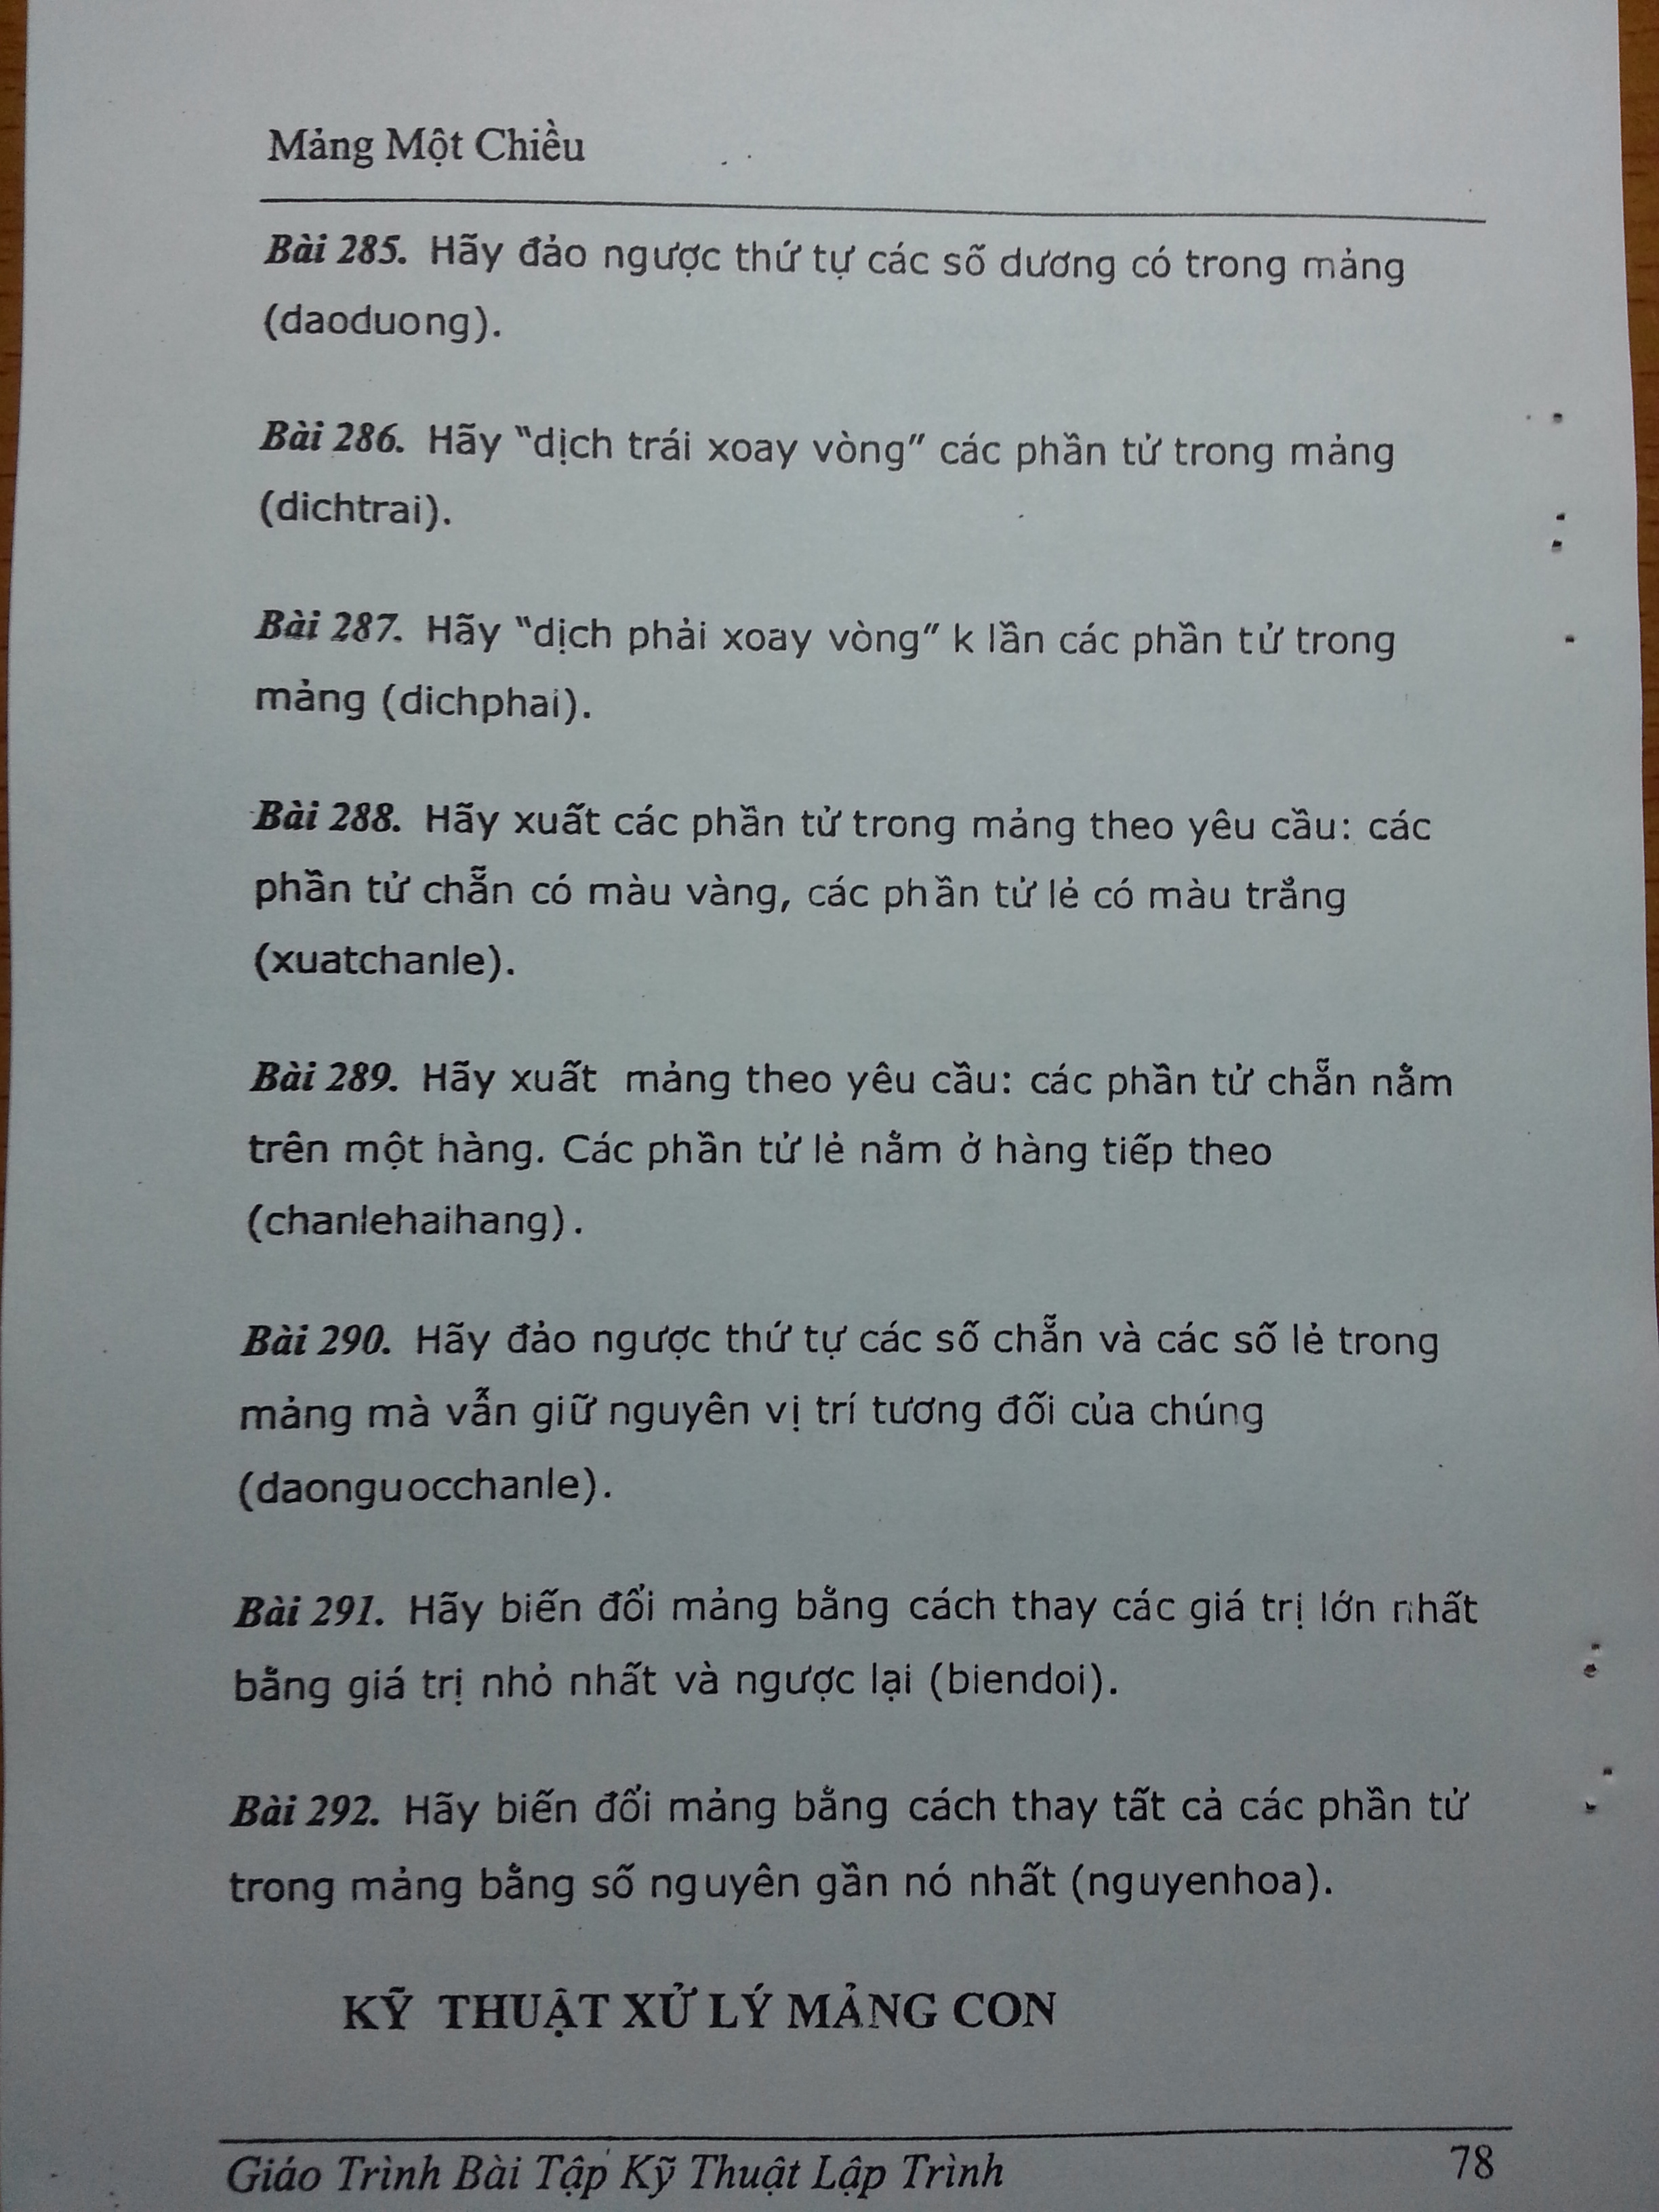 Mảng Một Chiều
Bài 285. Hãy đảo ngược thứ tự các số dương có trong mảng
(daoduong).
Bài 286. Hãy “dịch trái xoay vòng” các phần tử trong mảng
(dichtrai).
Bài 287. Hãy “dịch phải xoay vòng” k lần các phần tử trong
mảng (dichphai).
Bài 288. Hãy xuất các phần tử trong mảng theo yêu cầu: các
phần tử chẵn có màu vàng, các phần tử lẻ có màu trắng
(xuatchanle).
Bài 289. Hãy xuất mảng theo yêu cầu: các phần tử chẵn nằm
trên một hàng. Các phần tử lẻ nằm ở hàng tiếp theo
(chanlehaihang).
Bài 290. Hãy đảo ngược thứ tự các số chẵn và các số lẻ trong
mảng mà vẫn giữ nguyên vị trí tương đối của chúng
(daonguocchanle).
Bài 291. Hãy biến đổi mảng bằng cách thay các giá trị lớn nhất
bằng giá trị nhỏ nhất và ngược lại (biendoi).
Bài 292. Hãy biến đổi mảng bằng cách thay tất cả các phần tử
trong mảng bằng số nguyên gần nó nhất (nguyenhoa).
KỸ THUẬT XỬ LÝ MẢNG CON
Giáo Trình Bài Tập Kỹ Thuật Lập Trình 78